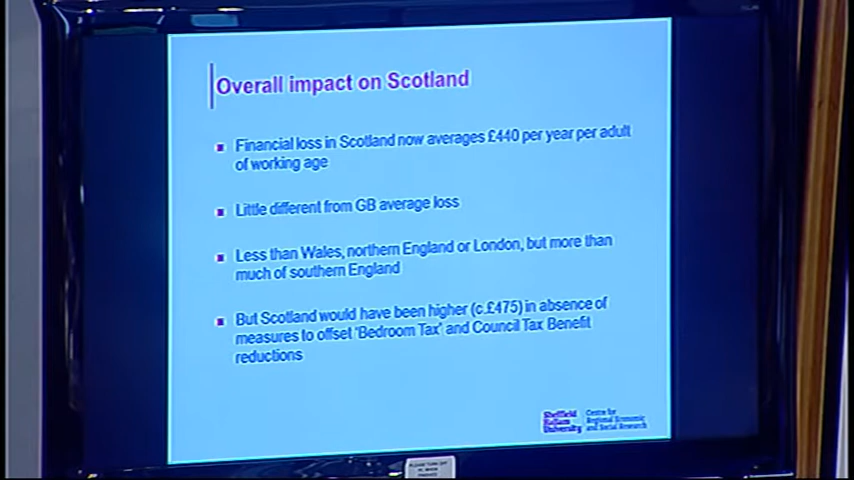 Overall impact on Scotland
Financial loss in Scotland now averages £440 per year per adult
of working age
Little different from GB average loss
Less than Wales, northern England or London, but more than
much of southern England
But Scotland would have been higher (c.£475) in absence of
measures to offset 'Bedroom Tax' and Council Tax Benefit
reductions
Sheffield
Hallam
University
Centre for
Regional Economic
and Social Research